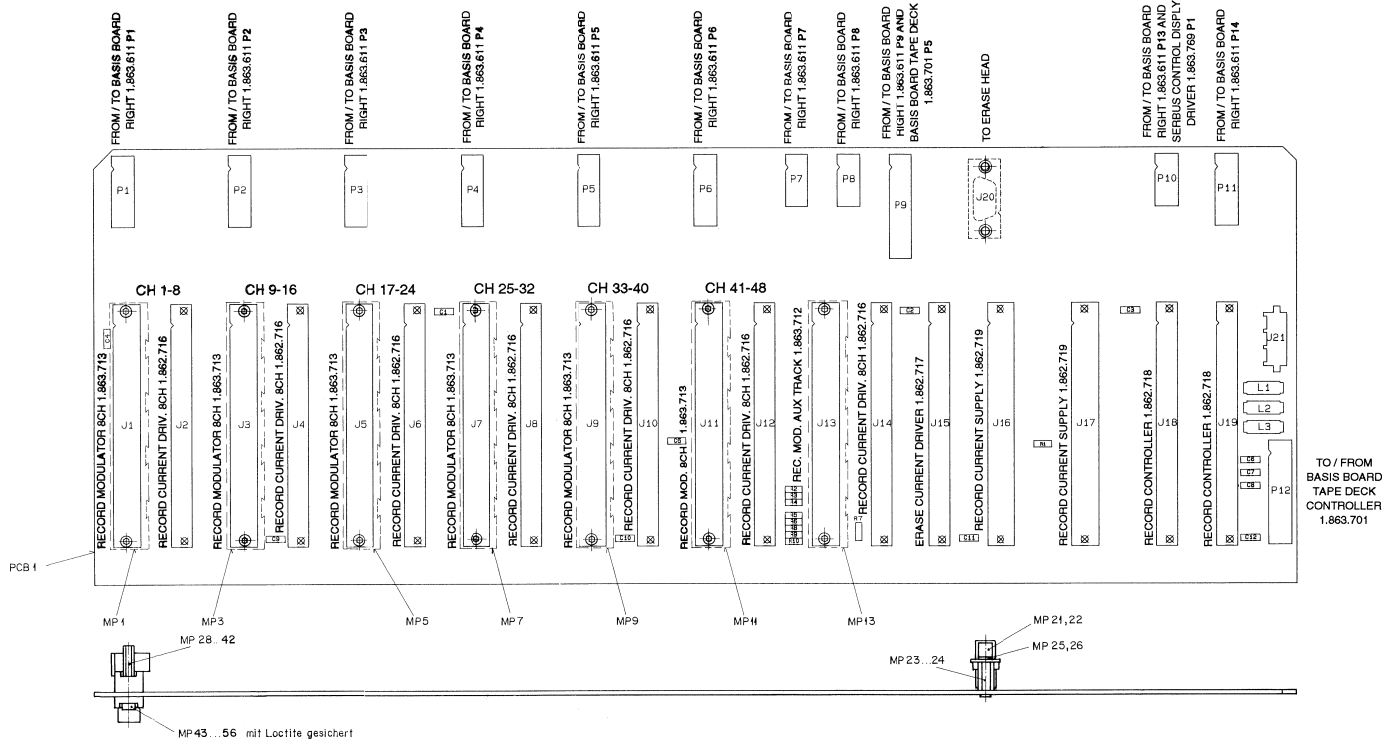 FROM / TO BASIS BOARD
RIGHT 1.863.611 P1
FROM / TO BASIS BOARD
RIGHT 1.863.611 P2
FROM / TO BASIS BOARD
RIGHT 1.863.611 P3
FROM / TO BASIS BOARD
RIGHT 1.863.611 P4
FROM / TO BASIS BOARD
RIGHT 1.863.611 P5
FROM / TO BASIS BOARD
RIGHT 1.863.611 P6
FROM / TO BASIS BOARD
RIGHT 1.863.611 P7
FROM / TO BASIS BOARD
RIGHT 1.863.611 P8
FROM / TO BASIS BOARD
HIGHT 1.863.611 P9 AND
BASIS BOARD TAPE DECK
1.863.701 P5
TO ERASE HEAD
FROM / TO BASIS BOARD
RIGHT 1.863.611 P13 AND
SERBUS CONTROL DISPLY
DRIVER 1.863.769 P1
FROM / TO BASIS BOARD
RIGHT 1.863.611 P14
P1
P2
P3
P4
P5
P6
P7
P8
P9
J20
P10
P11
CH 1-8
CH 9-16
CH 17-24
CH 25-32
CH 33-40
CH 41-48
RECORD MODULATOR 8CH 1.863.713
C4
J1
RECORD CURRENT DRIV. 8CH 1.862.716
J2
RECORD MODULATOR 8CH 1.863.713
J3
C9
RECORD CURRENT DRIV. 8CH 1.862.716
J4
RECORD MODULATOR 8CH 1.863.713
J5
RECORD CURRENT DRIV. 8CH 1.862.716
J6
C1
RECORD MODULATOR 8CH 1.863.713
J7
RECORD CURRENT DRIV. 8CH 1.862.716
J8
RECORD MODULATOR 8CH 1.863.713
J9
C10
RECORD CURRENT DRIV. 8CH 1.862.716
J10
RECORD MOD. 8CH 1.863.713
J11
RECORD CURRENT DRIV. 8CH 1.862.716
J12
REC. MOD. AUX TRACK 1.863.712
R10
J13
R7
RECORD CURRENT DRIV. 8CH 1.862.716
J14
C2
ERASE CURRENT DRIVER 1.862.717
J15
C11
RECORD CURRENT SUPPLY 1.862.719
J16
R1
RECORD CURRENT SUPPLY 1.862.719
J17
C3
RECORD CONTROLLER 1.862.718
J18
RECORD CONTROLLER 1.862.718
J19
J21
L1
L2
L3
C6
C7
C8
C12
P12
TO / FROM
BASIS BOARD
TAPE DECK
CONTROLLER
1.863.701
PCB 1
MP 1
MP3
MP5
MP7
MP9
MP11
MP13
MP 28.. 42
MP 21,22
MP 25,26
MP 23...24
MP 43...56 mit Loctite gesichert